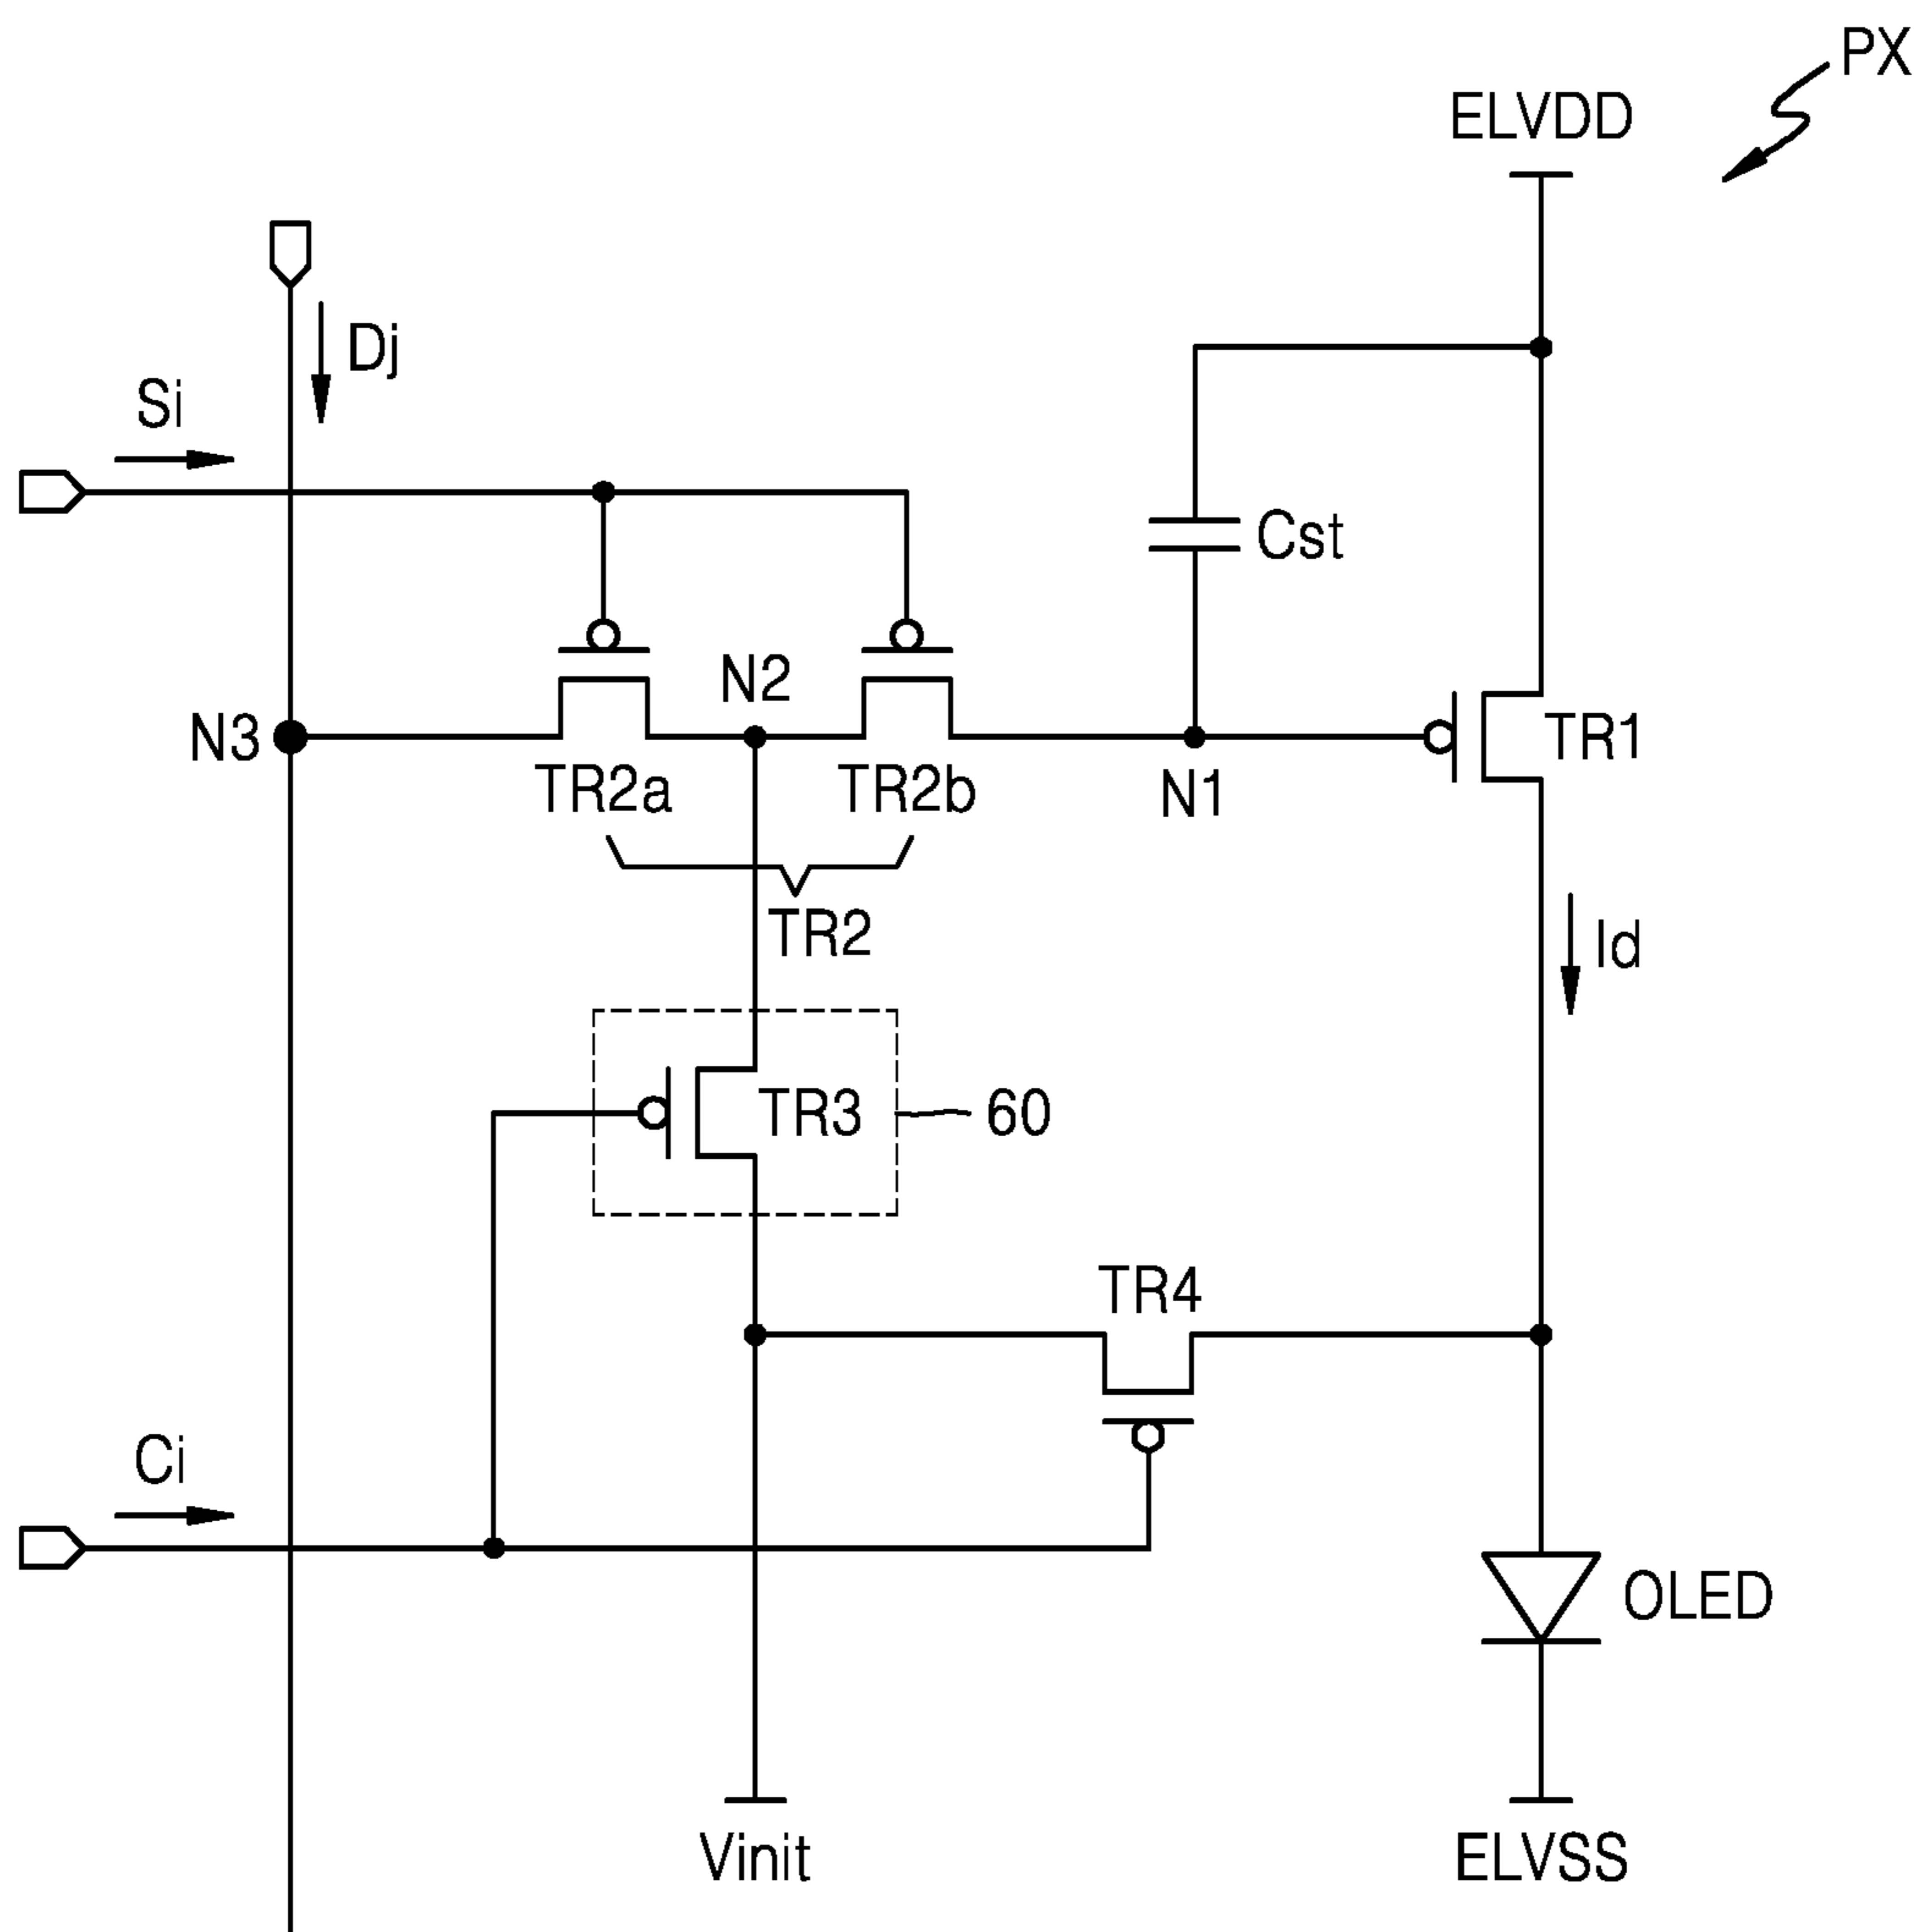 PX
ELVDD
Dj
Si
Cst
N2
N3
TR1
TR2a
TR2b
N1
TR2
Id
TR3
60
TR4
Ci
OLED
Vinit
ELVSS